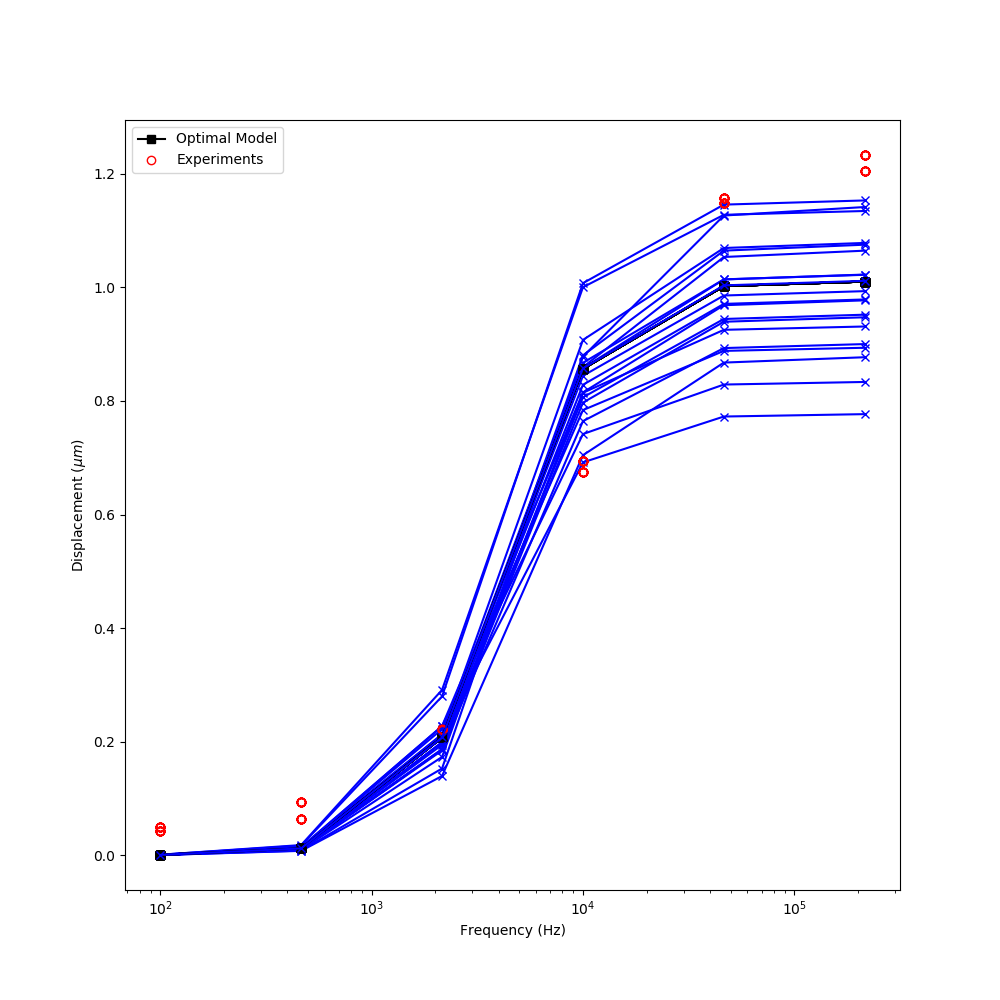 Optimal Model
Experiments
1.2
1.0
0.8
0.6
0.4
0.2
0.0
Displacement (μm)
10²
10³
10⁴
10⁵
Frequency (Hz)